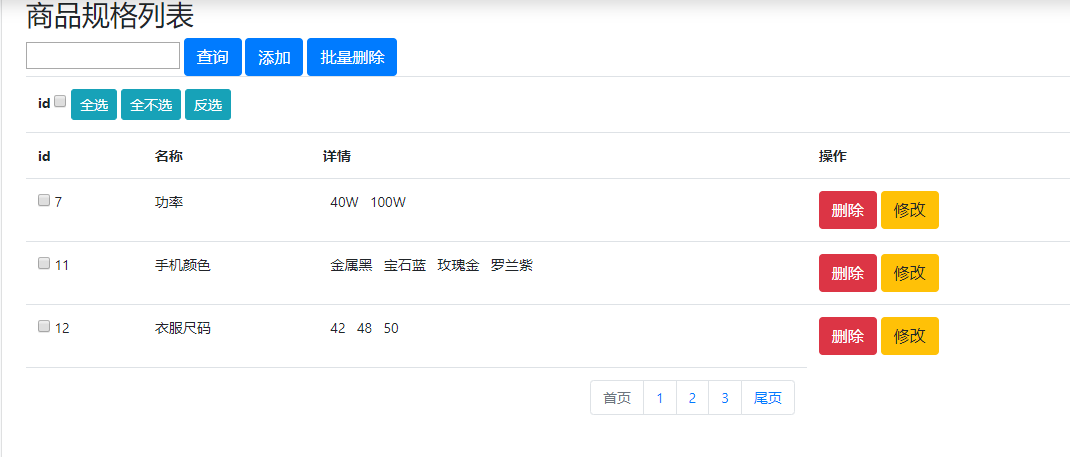 商品规格列表
查询 添加 批量删除
id 全选 全不选 反选
id 名称 详情 操作
7 功率 40W 100W 删除 修改
11 手机颜色 金属黑 宝石蓝 玫瑰金 罗兰紫 删除 修改
12 衣服尺码 42 48 50 删除 修改
首页 1 2 3 尾页